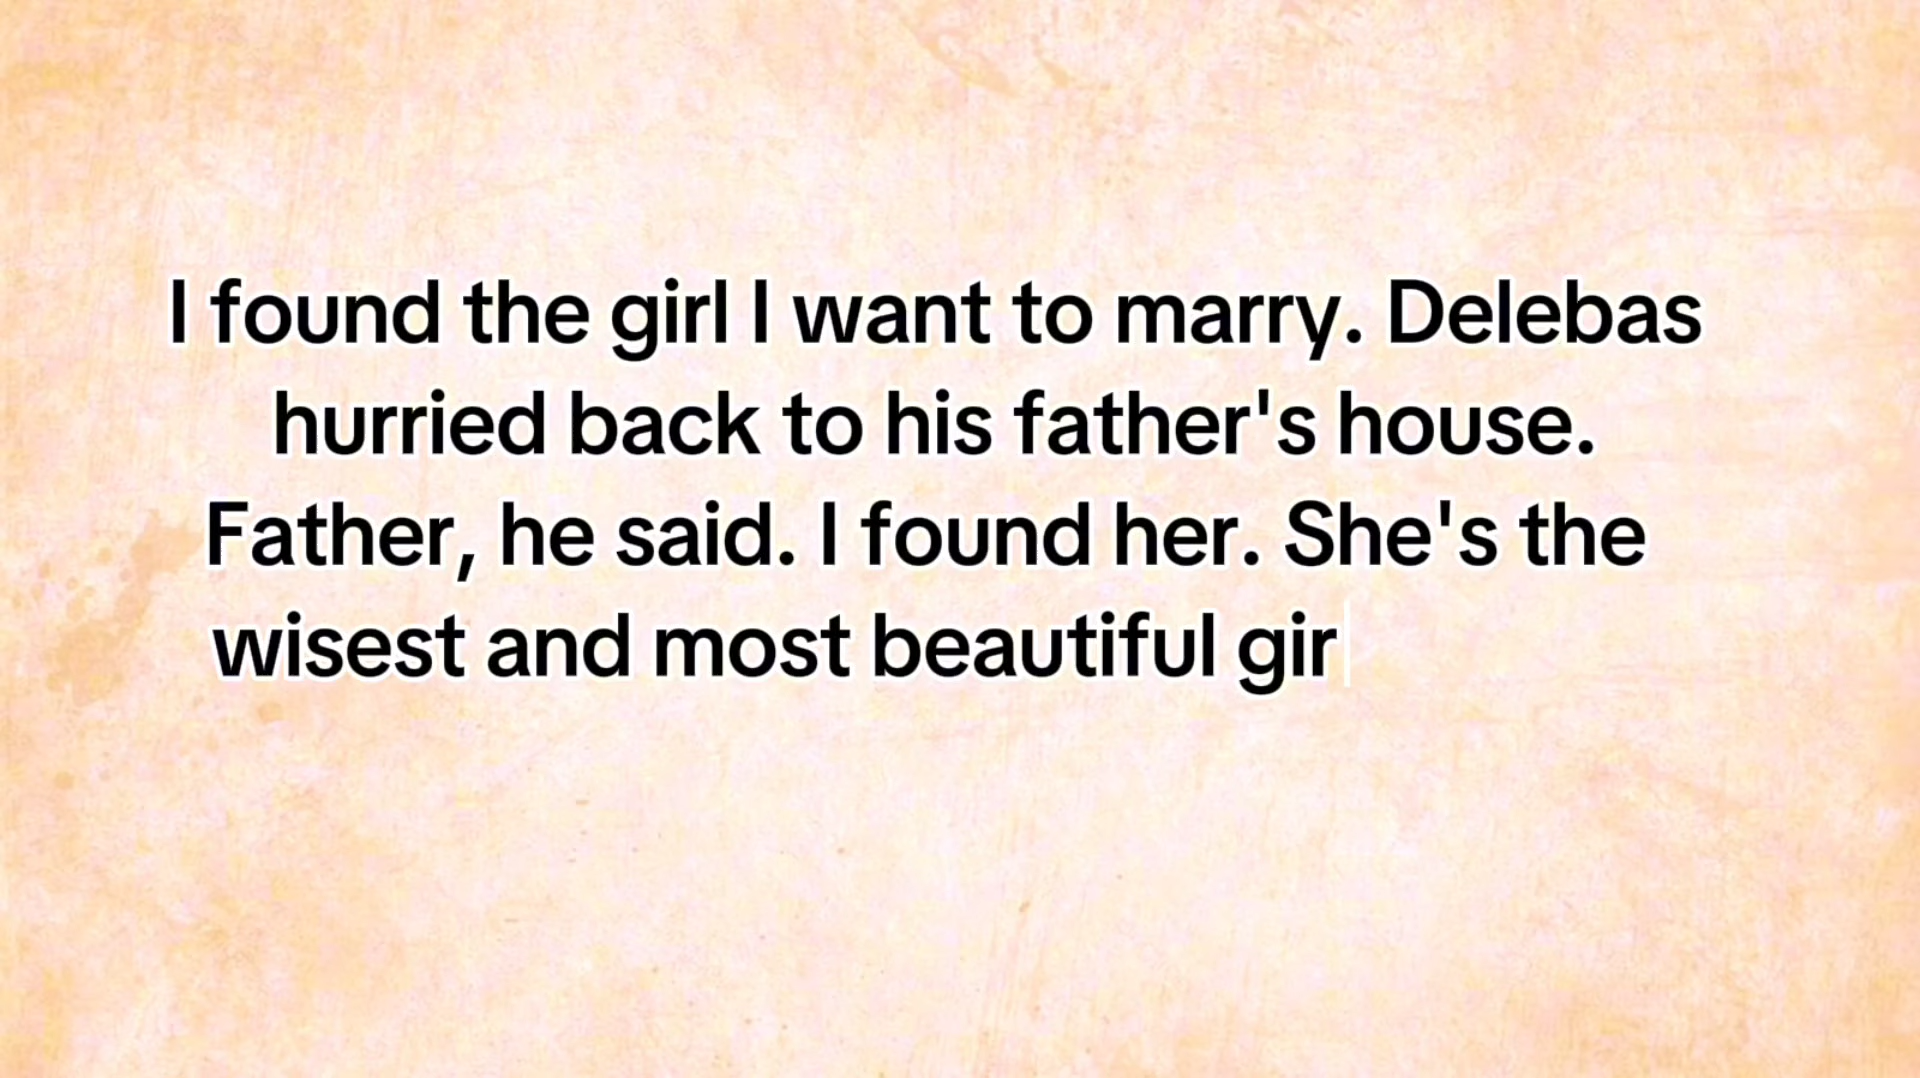 I found the girl I want to marry. Delebas
hurried back to his father's house.
Father, he said. I found her. She's the
wisest and most beautiful gir